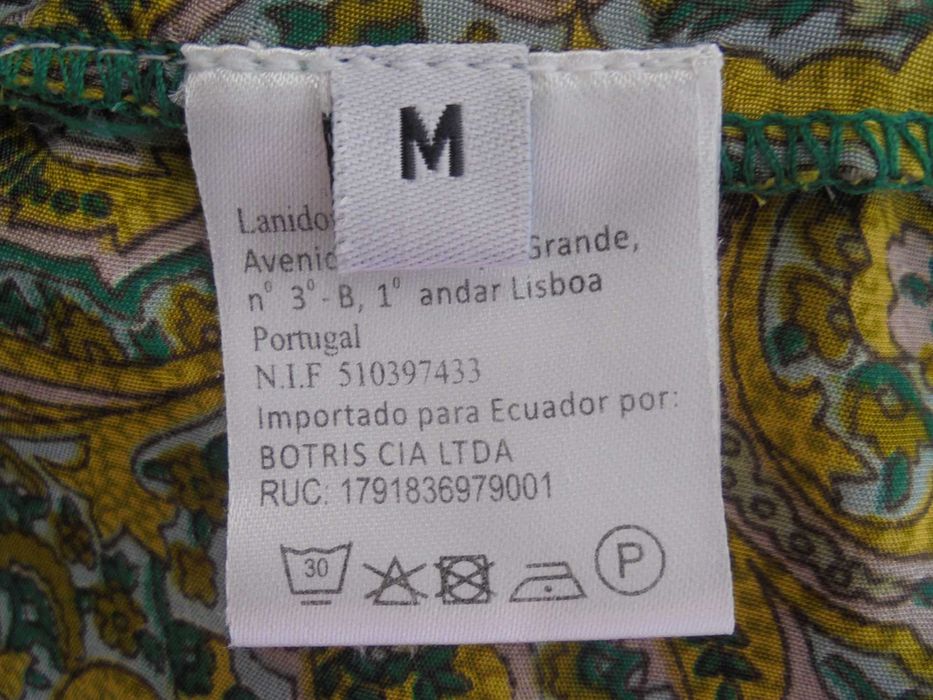 M
Lanido
Avenid Grande,
nº 3º - B, 1º andar Lisboa
Portugal
N.I.F 510397433
Importado para Ecuador por:
BOTRIS CIA LTDA
RUC: 1791836979001
30
P